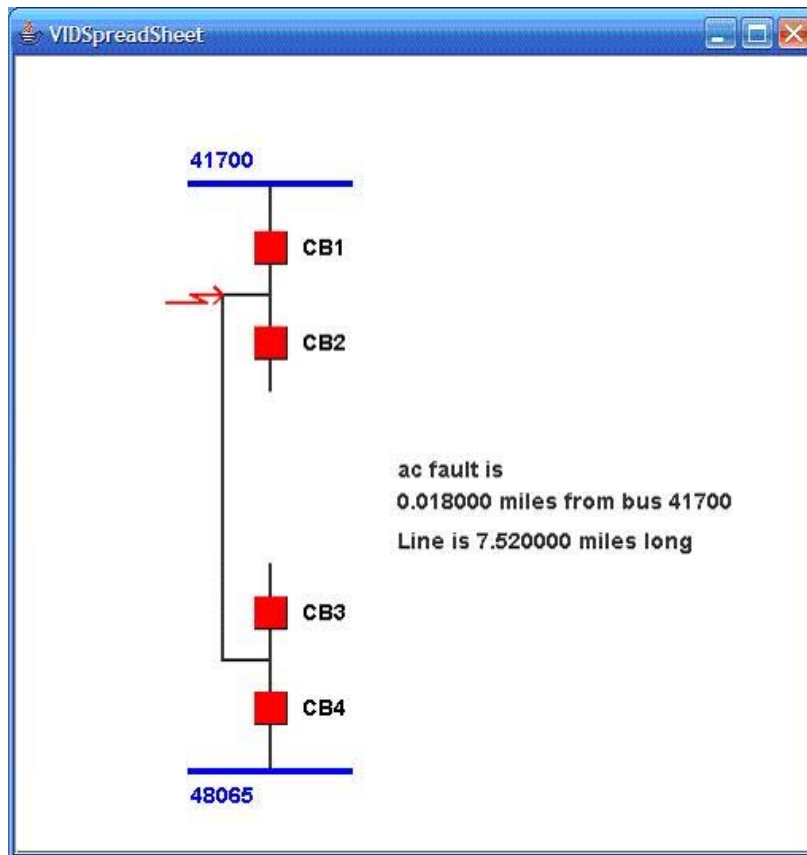 VIDSpreadSheet
41700
CB1
CB2
ac fault is
0.018000 miles from bus 41700
Line is 7.520000 miles long
CB3
CB4
48065